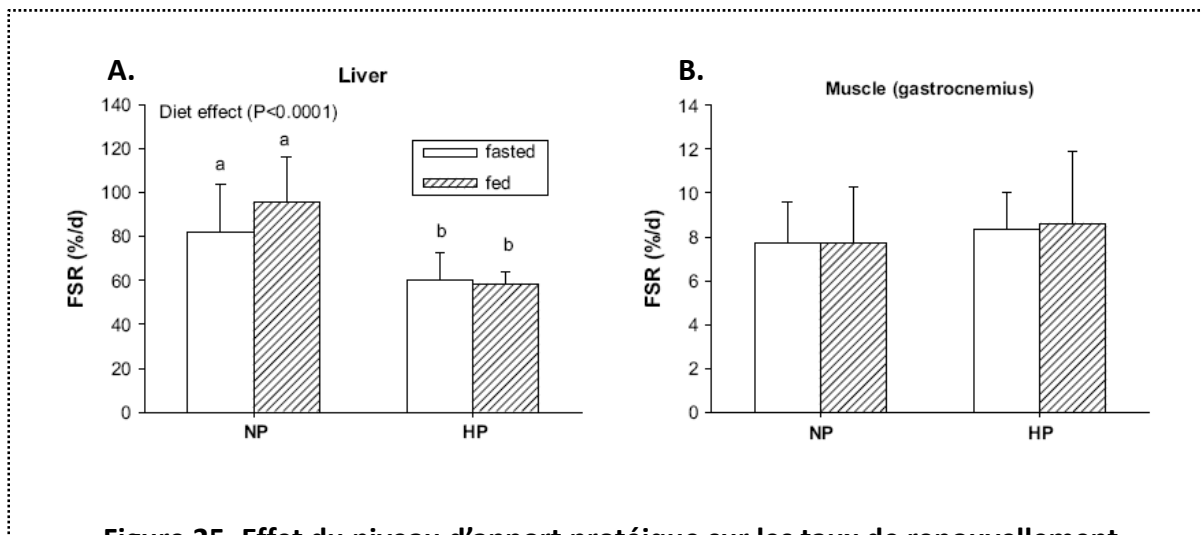 A.
Liver
140
120
100
80
60
40
20
0
FSR (%/d)
Diet effect (P<0.0001)
a
a
b
b
fasted
fed
NP
HP
B.
Muscle (gastrocnemius)
14
12
10
8
6
4
2
0
FSR (%/d)
NP
HP
Figure 25. Effet du niveau d'apport protéique sur les taux de renouvellement